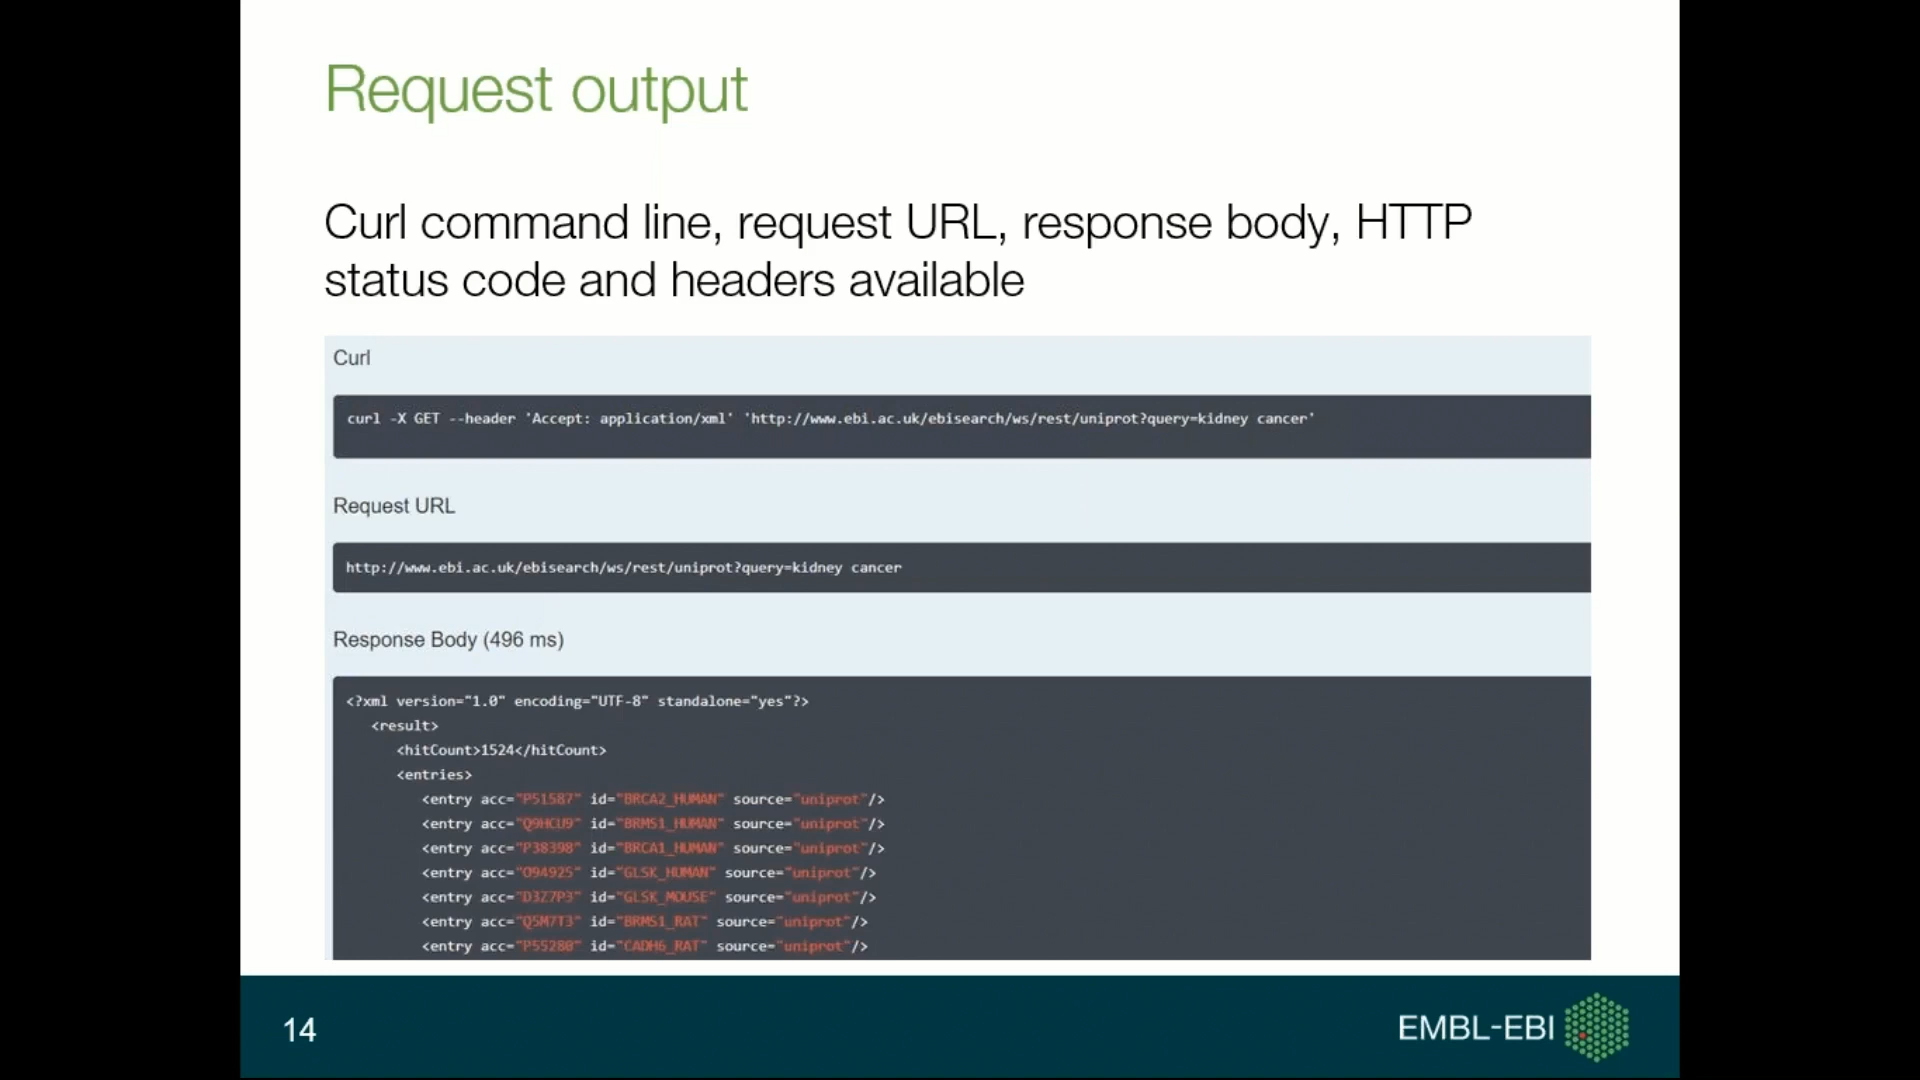 Request output
Curl command line, request URL, response body, HTTP
status code and headers available
Curl
curl -X GET --header 'Accept: application/xml' 'http://www.ebi.ac.uk/ebisearch/ws/rest/uniprot?query=kidney cancer'
Request URL
http://www.ebi.ac.uk/ebisearch/ws/rest/uniprot?query=kidney cancer
Response Body (496 ms)
<?xml version="1.0" encoding="UTF-8" standalone="yes"?>
<result>
<hitCount>1524</hitCount>
<entries>
<entry acc="P51587" id="BRCA2_HUMAN" source="uniprot"/>
<entry acc="Q9HCU9" id="BRMS1_HUMAN" source="uniprot"/>
<entry acc="P38398" id="BRCA1_HUMAN" source="uniprot"/>
<entry acc="O94925" id="GLSK_HUMAN" source="uniprot"/>
<entry acc="D3Z7P3" id="GLSK_MOUSE" source="uniprot"/>
<entry acc="Q5M7T3" id="BRMS1_RAT" source="uniprot"/>
<entry acc="P55280" id="CADH6_RAT" source="uniprot"/>
14
EMBL-EBI